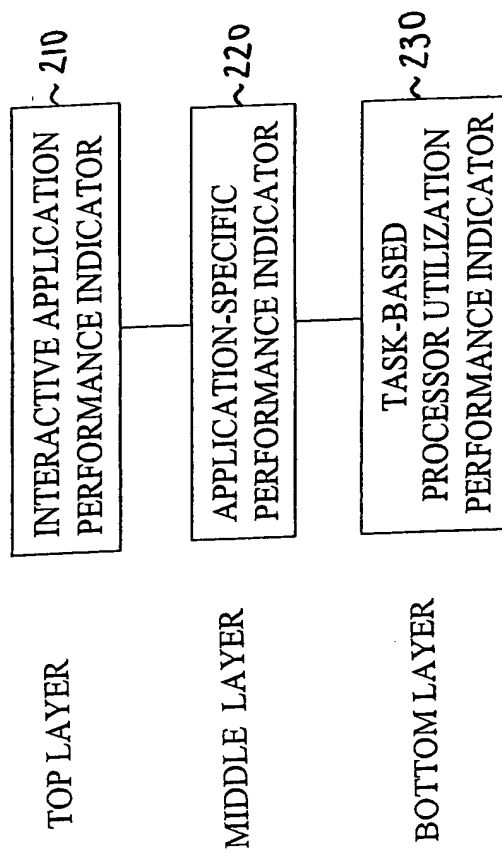 TOP LAYER
INTERACTIVE APPLICATION
PERFORMANCE INDICATOR
~210
MIDDLE LAYER
APPLICATION-SPECIFIC
PERFORMANCE INDICATOR
~220
BOTTOM LAYER
TASK-BASED
PROCESSOR UTILIZATION
PERFORMANCE INDICATOR
~230